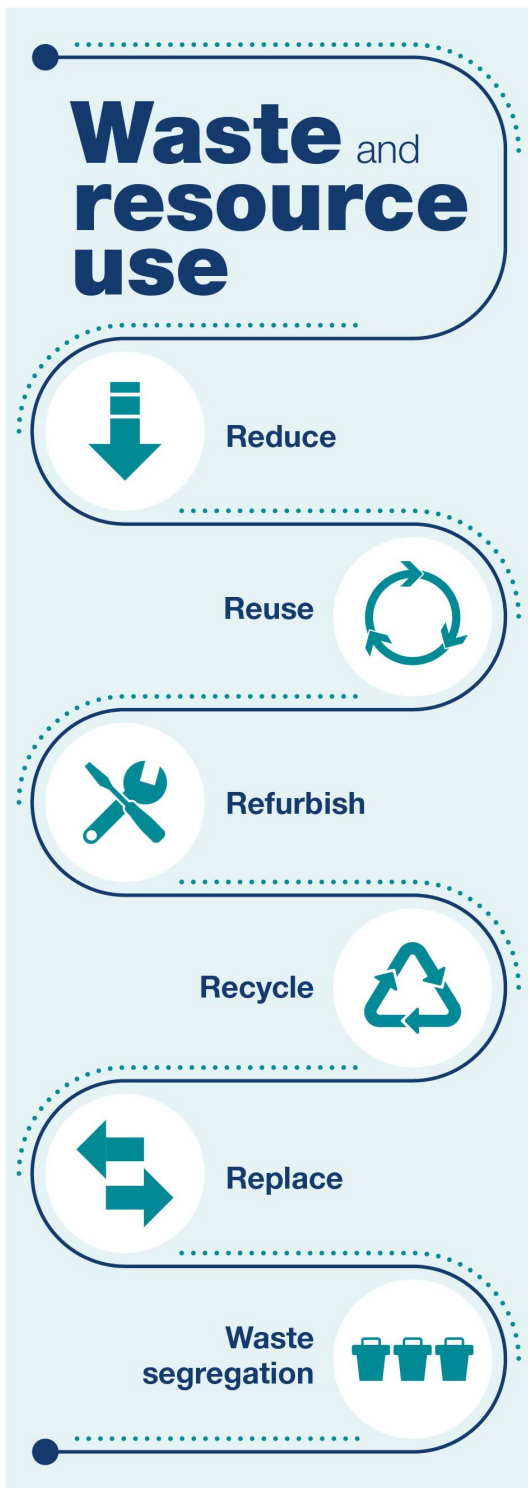 Waste and
resource
use
Reduce
Reuse
Refurbish
Recycle
Replace
Waste
segregation